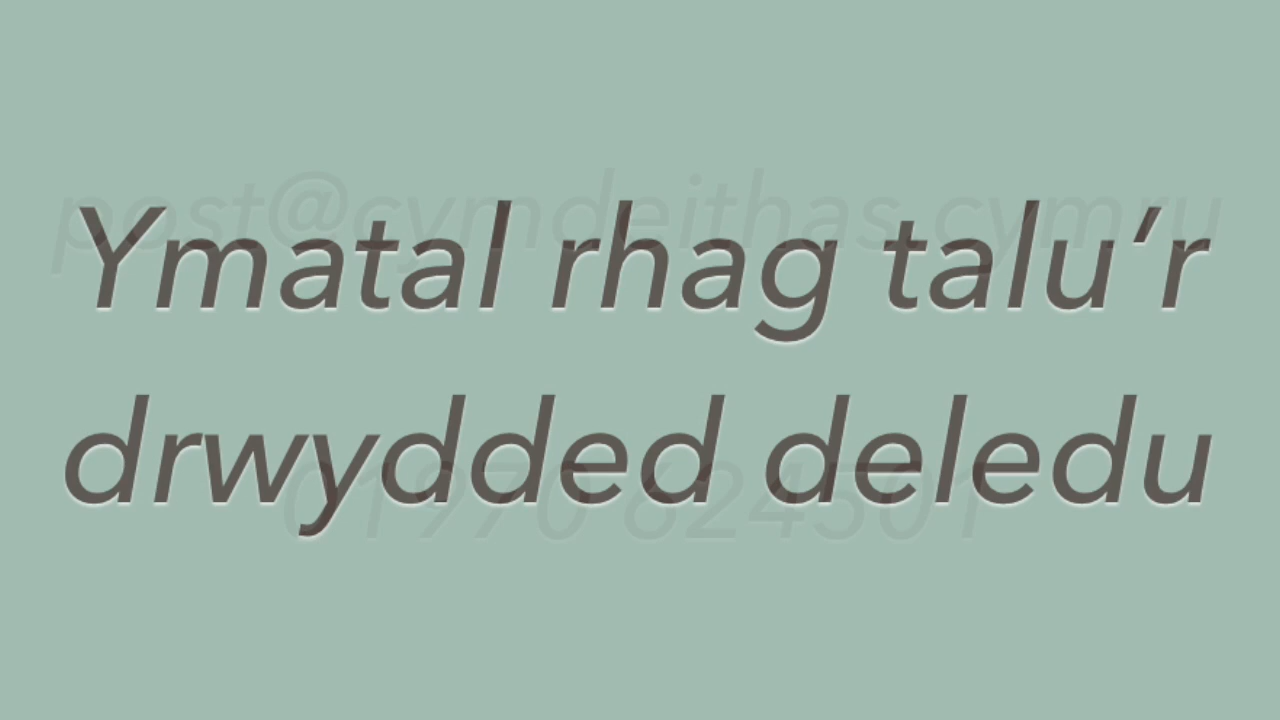 post@cymdeithas.cymru
Ymatal rhag talu‘r
drwydded deledu
01970 624501